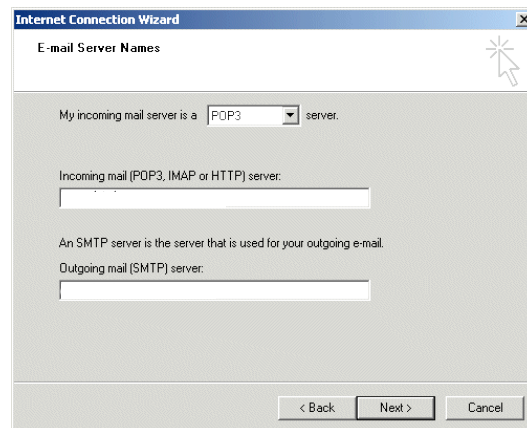 Internet Connection Wizard
E-mail Server Names
My incoming mail server is a POP3 server.
Incoming mail (POP3, IMAP or HTTP) server:
An SMTP server is the server that is used for your outgoing e-mail.
Outgoing mail (SMTP) server:
< Back Next > Cancel